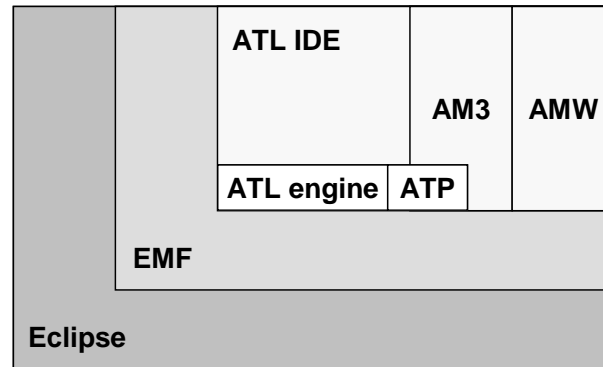 ATL IDE
AM3
AMW
ATL engine
ATP
EMF
Eclipse